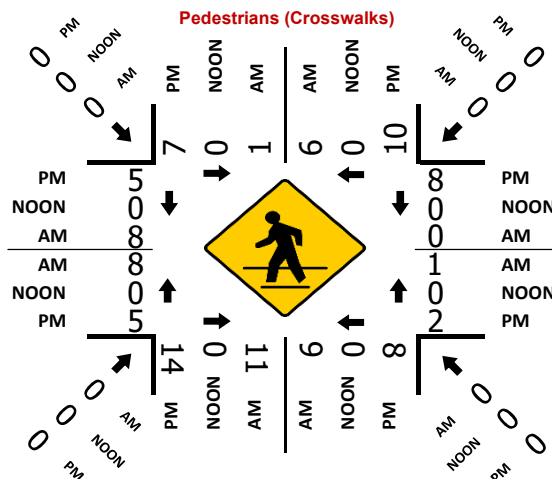 Pedestrians (Crosswalks)
0 PM
0 NOON
0 AM
PM NOON AM AM NOON PM
PM 0
NOON 0
AM 0
7 0 1 6 0 10
PM 5 8 PM
NOON 0 0 NOON
AM 8 0 AM
AM 8 1 AM
NOON 0 0 NOON
PM 5 2 PM
14 0 11 9 0 8
PM NOON AM AM NOON PM
0 AM
0 NOON
0 PM
AM 0
NOON 0
PM 0